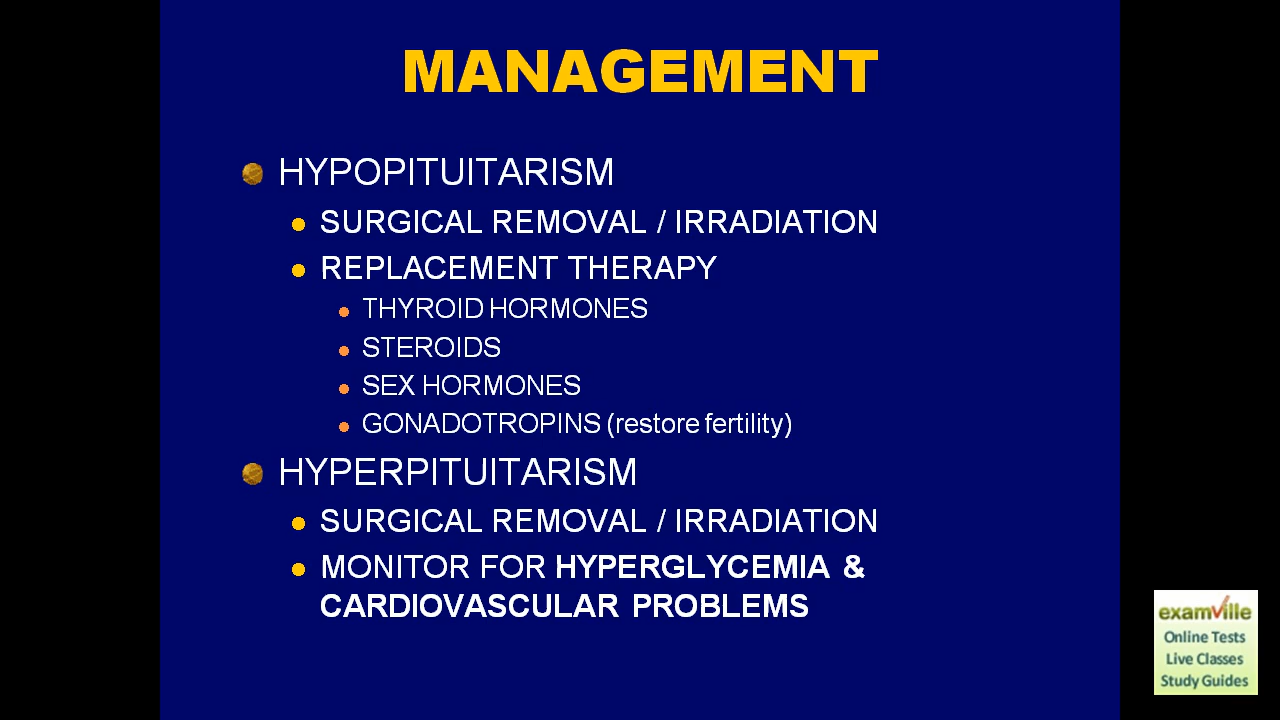 MANAGEMENT
HYPOPITUITARISM
SURGICAL REMOVAL / IRRADIATION
REPLACEMENT THERAPY
THYROID HORMONES
STEROIDS
SEX HORMONES
GONADOTROPINS (restore fertility)
HYPERPITUITARISM
SURGICAL REMOVAL / IRRADIATION
MONITOR FOR HYPERGLYCEMIA &
CARDIOVASCULAR PROBLEMS
examville
Online Tests
Live Classes
Study Guides